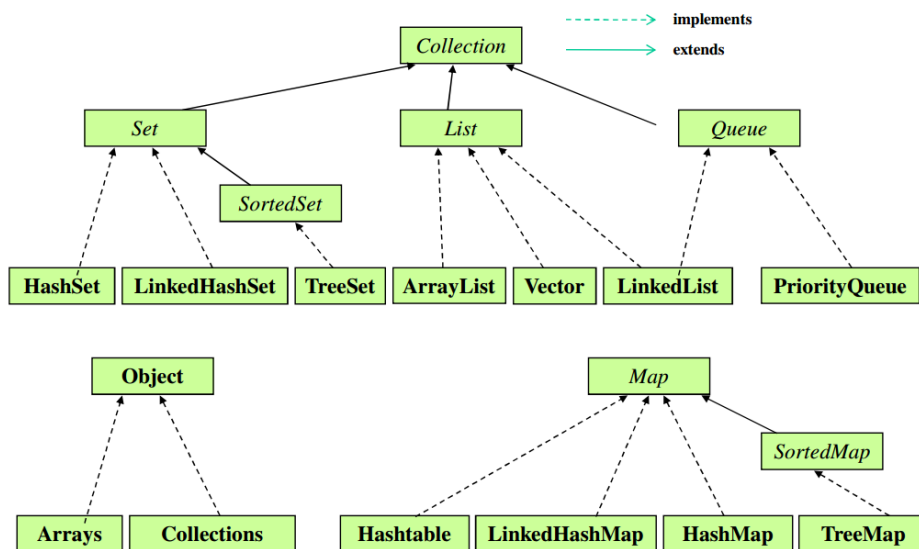 implements
extends
Collection
Set
List
Queue
SortedSet
HashSet
LinkedHashSet
TreeSet
ArrayList
Vector
LinkedList
PriorityQueue
Object
Map
SortedMap
Arrays
Collections
Hashtable
LinkedHashMap
HashMap
TreeMap